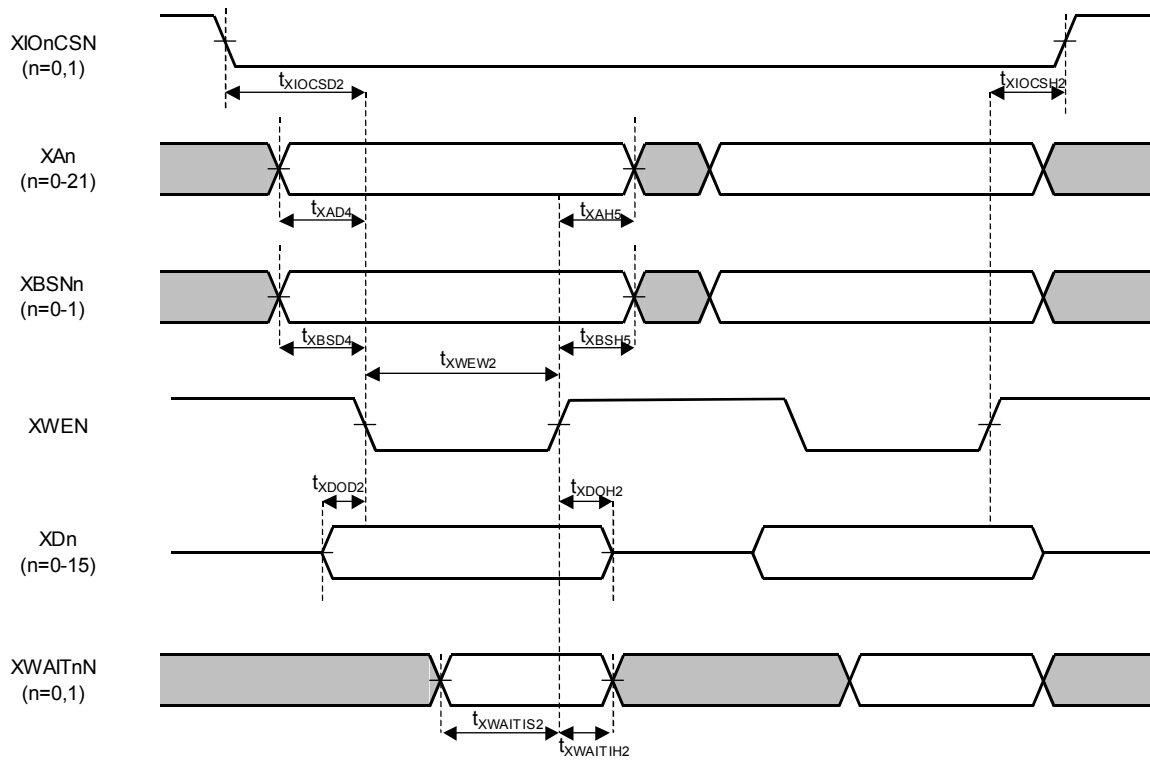 XIOnCSN
(n=0,1)
tXIOCSD2
tXIOCSH2
XAn
(n=0-21)
tXAD4
tXAH5
XBSNn
(n=0-1)
tXBSD4
tXBSH5
tXWEW2
XWEN
tXDOD2
tXDOH2
XDn
(n=0-15)
XWAITnN
(n=0,1)
tXWAITIS2
tXWAITIH2